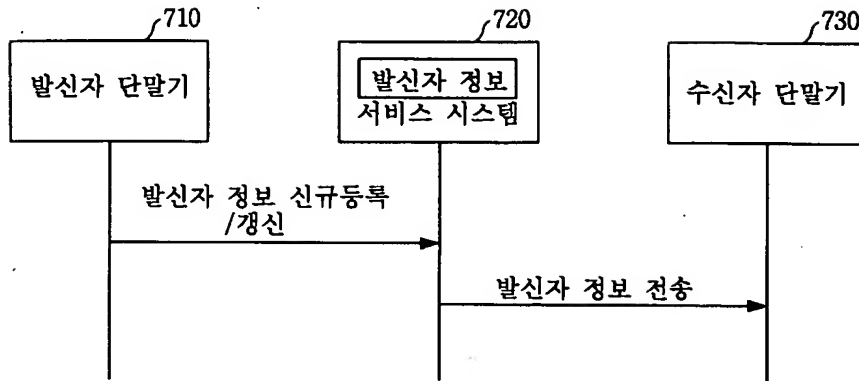 710
720
730
발신자 단말기
발신자 정보
서비스 시스템
수신자 단말기
발신자 정보 신규등록
/갱신
발신자 정보 전송